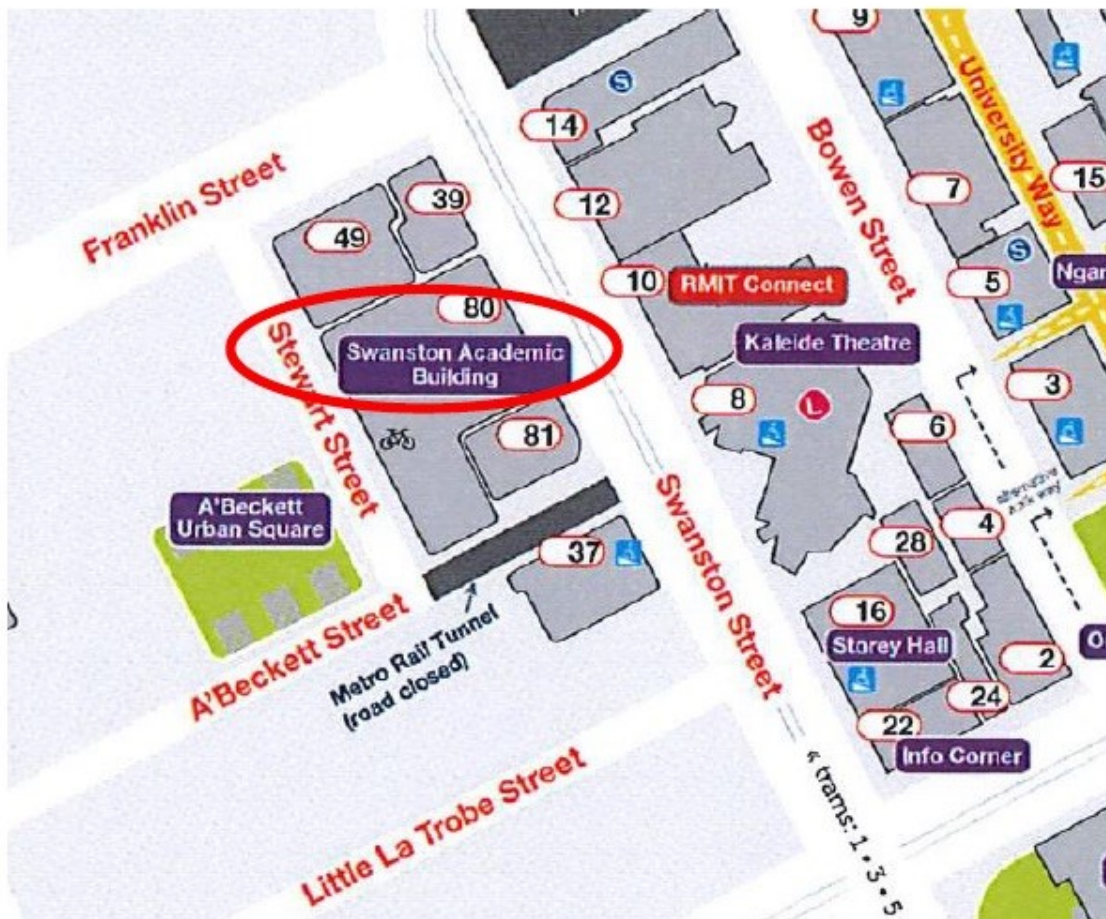 9
14
S
University Way
Bowen Street
15
Franklin Street
39
12
7
49
S
10
RMIT Connect
5
Ngar
80
Kaleide Theatre
Swanston Academic
Building
Stewart Street
3
8
L
6
81
A'Beckett
Urban Square
Swanston Street
4
37
28
16
Storey Hall
O
2
A'Beckett Street
Metro Rail Tunnel
(road closed)
24
22
Info Corner
Little La Trobe Street
« trams: 1 • 3 • 5